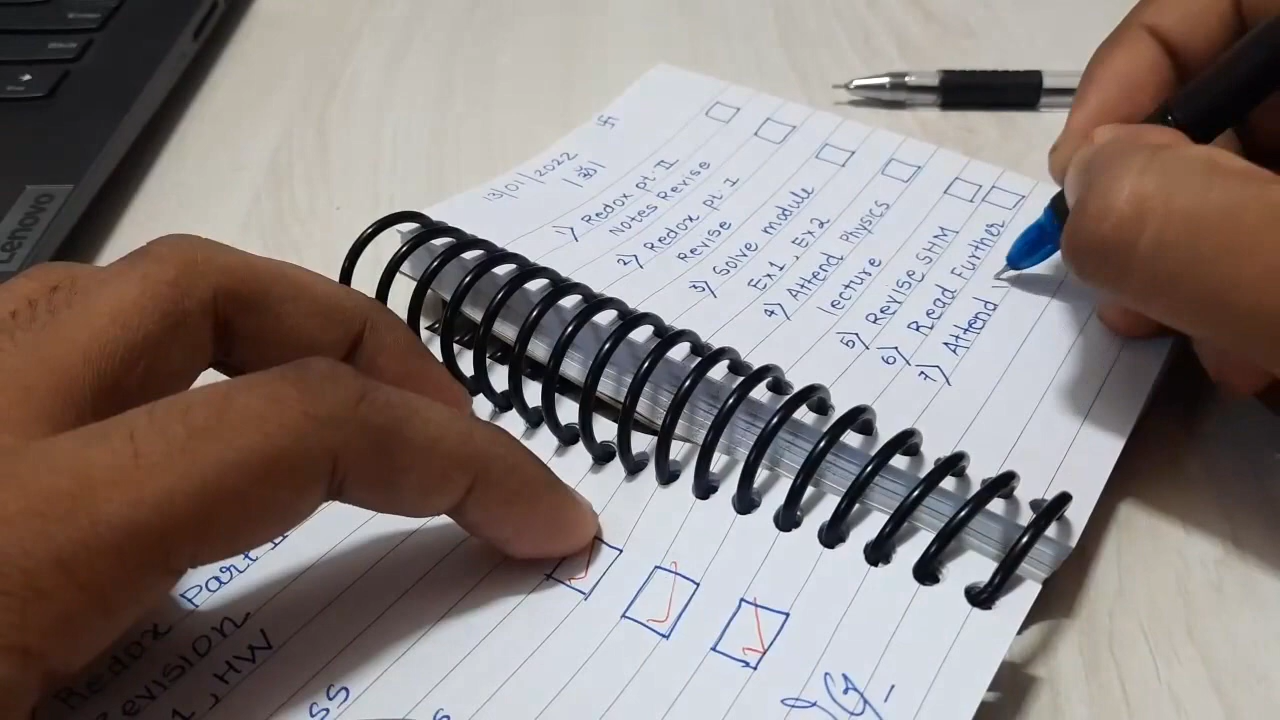 卐
13/01/2022
1) Redox pt-II
Notes Revise
2) Redox pt-I
Revise
3) Solve module
Ex1, Ex2
4) Attend Physics
lecture
5) Revise SHM
6) Read Further
7) Attend
Redox Part
Revision
, HW
Lenovo